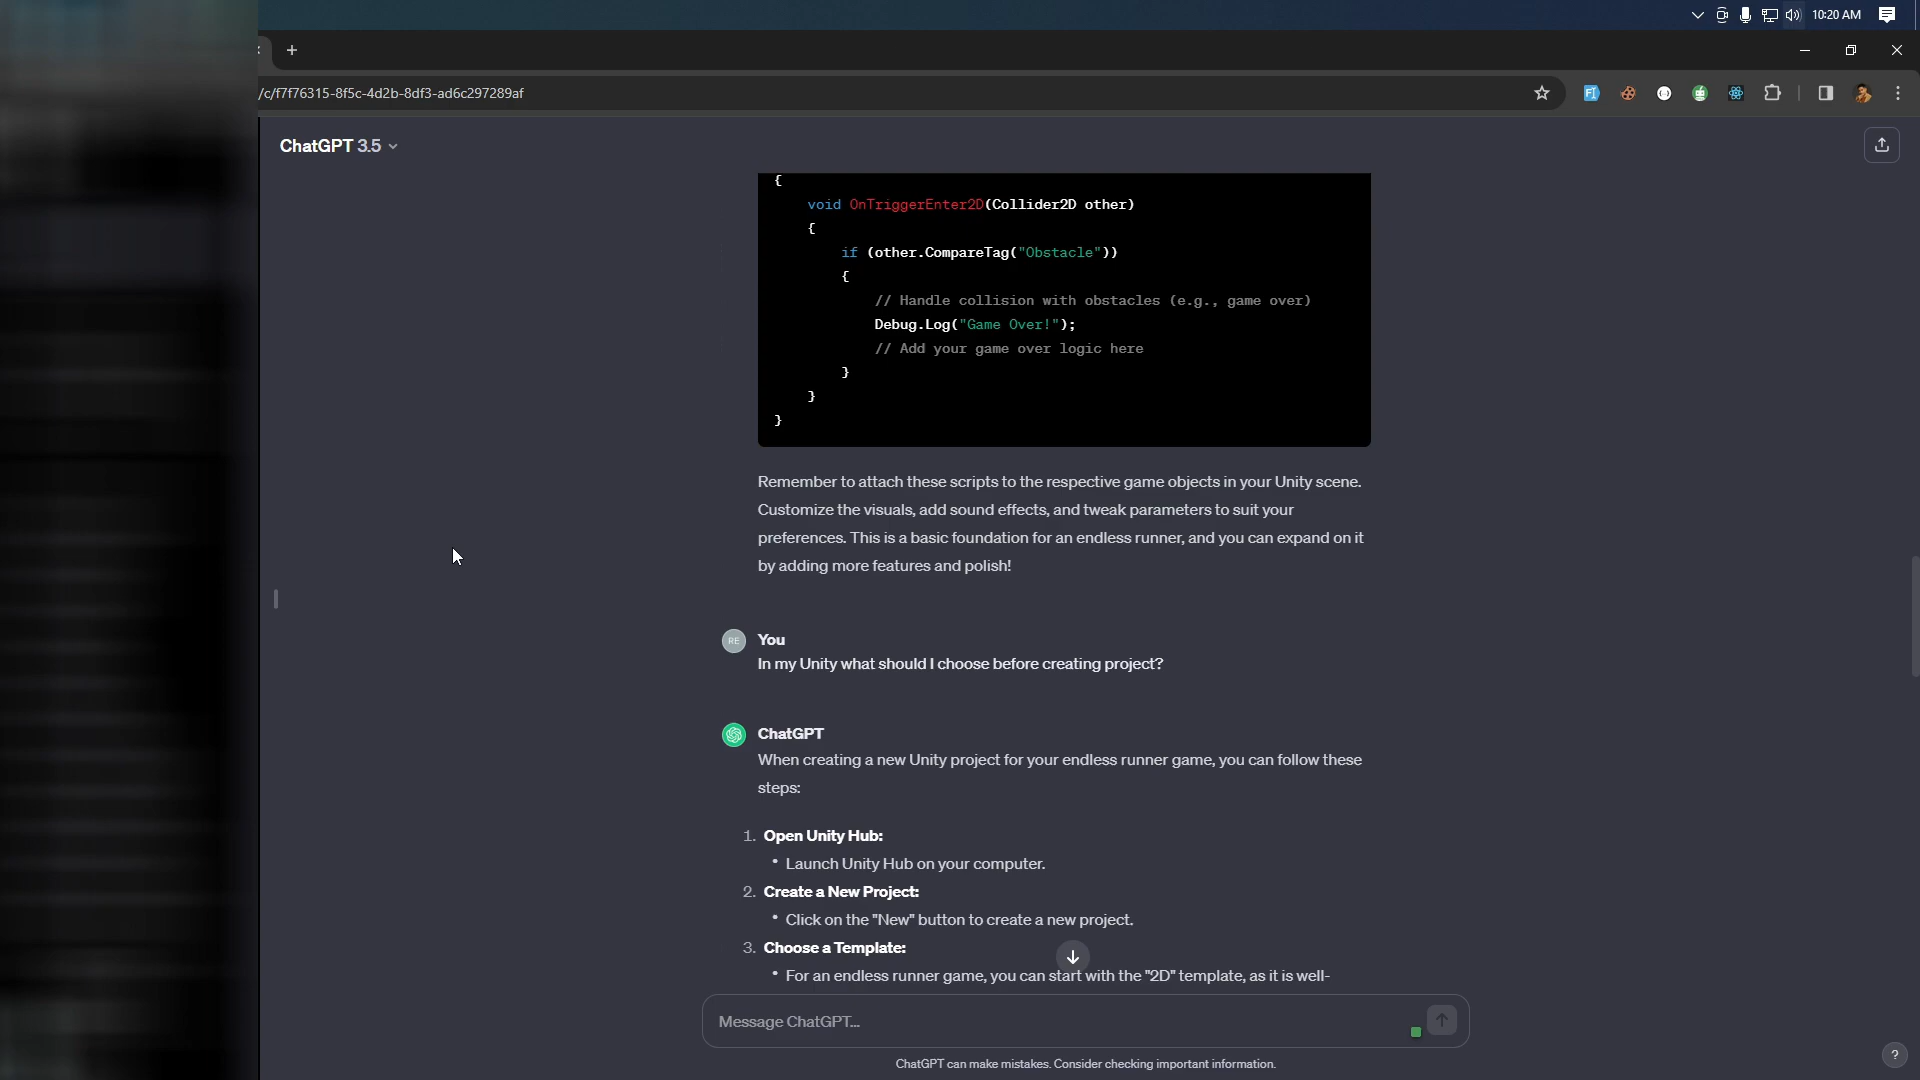 10:20 AM
/c/f7f76315-8f5c-4d2b-8df3-ad6c297289af
ChatGPT 3.5
{
void OnTriggerEnter2D(Collider2D other)
{
if (other.CompareTag("Obstacle"))
{
// Handle collision with obstacles (e.g., game over)
Debug.Log("Game Over!");
// Add your game over logic here
}
}
}
Remember to attach these scripts to the respective game objects in your Unity scene.
Customize the visuals, add sound effects, and tweak parameters to suit your
preferences. This is a basic foundation for an endless runner, and you can expand on it
by adding more features and polish!
RE You
In my Unity what should I choose before creating project?
ChatGPT
When creating a new Unity project for your endless runner game, you can follow these
steps:
1. Open Unity Hub:
• Launch Unity Hub on your computer.
2. Create a New Project:
• Click on the "New" button to create a new project.
3. Choose a Template:
• For an endless runner game, you can start with the "2D" template, as it is well-
Message ChatGPT...
ChatGPT can make mistakes. Consider checking important information.
?